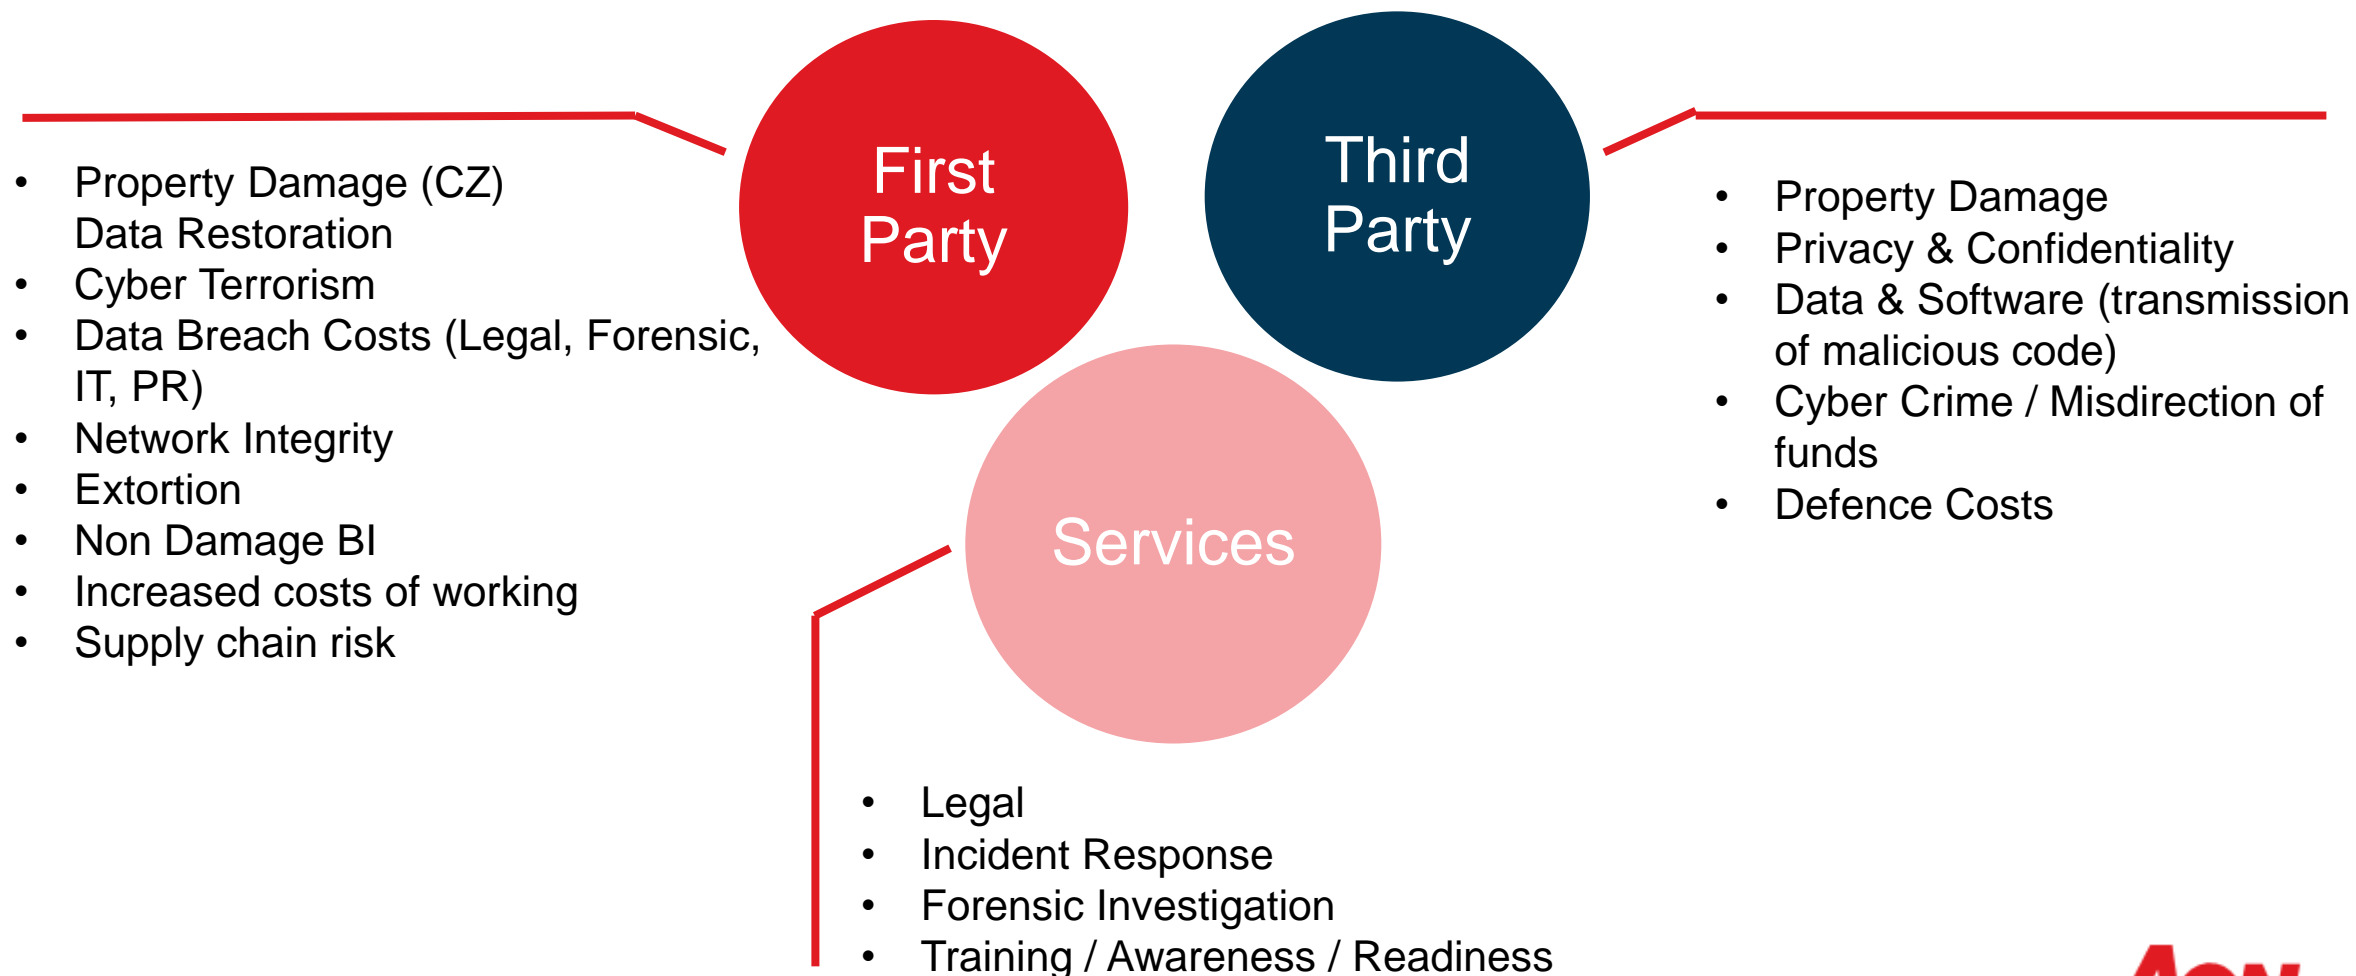 First
Party
Third
Party
Services
• Property Damage (CZ)
Data Restoration
• Cyber Terrorism
• Data Breach Costs (Legal, Forensic,
IT, PR)
• Network Integrity
• Extortion
• Non Damage BI
• Increased costs of working
• Supply chain risk
• Property Damage
• Privacy & Confidentiality
• Data & Software (transmission
of malicious code)
• Cyber Crime / Misdirection of
funds
• Defence Costs
• Legal
• Incident Response
• Forensic Investigation
• Training / Awareness / Readiness
AON